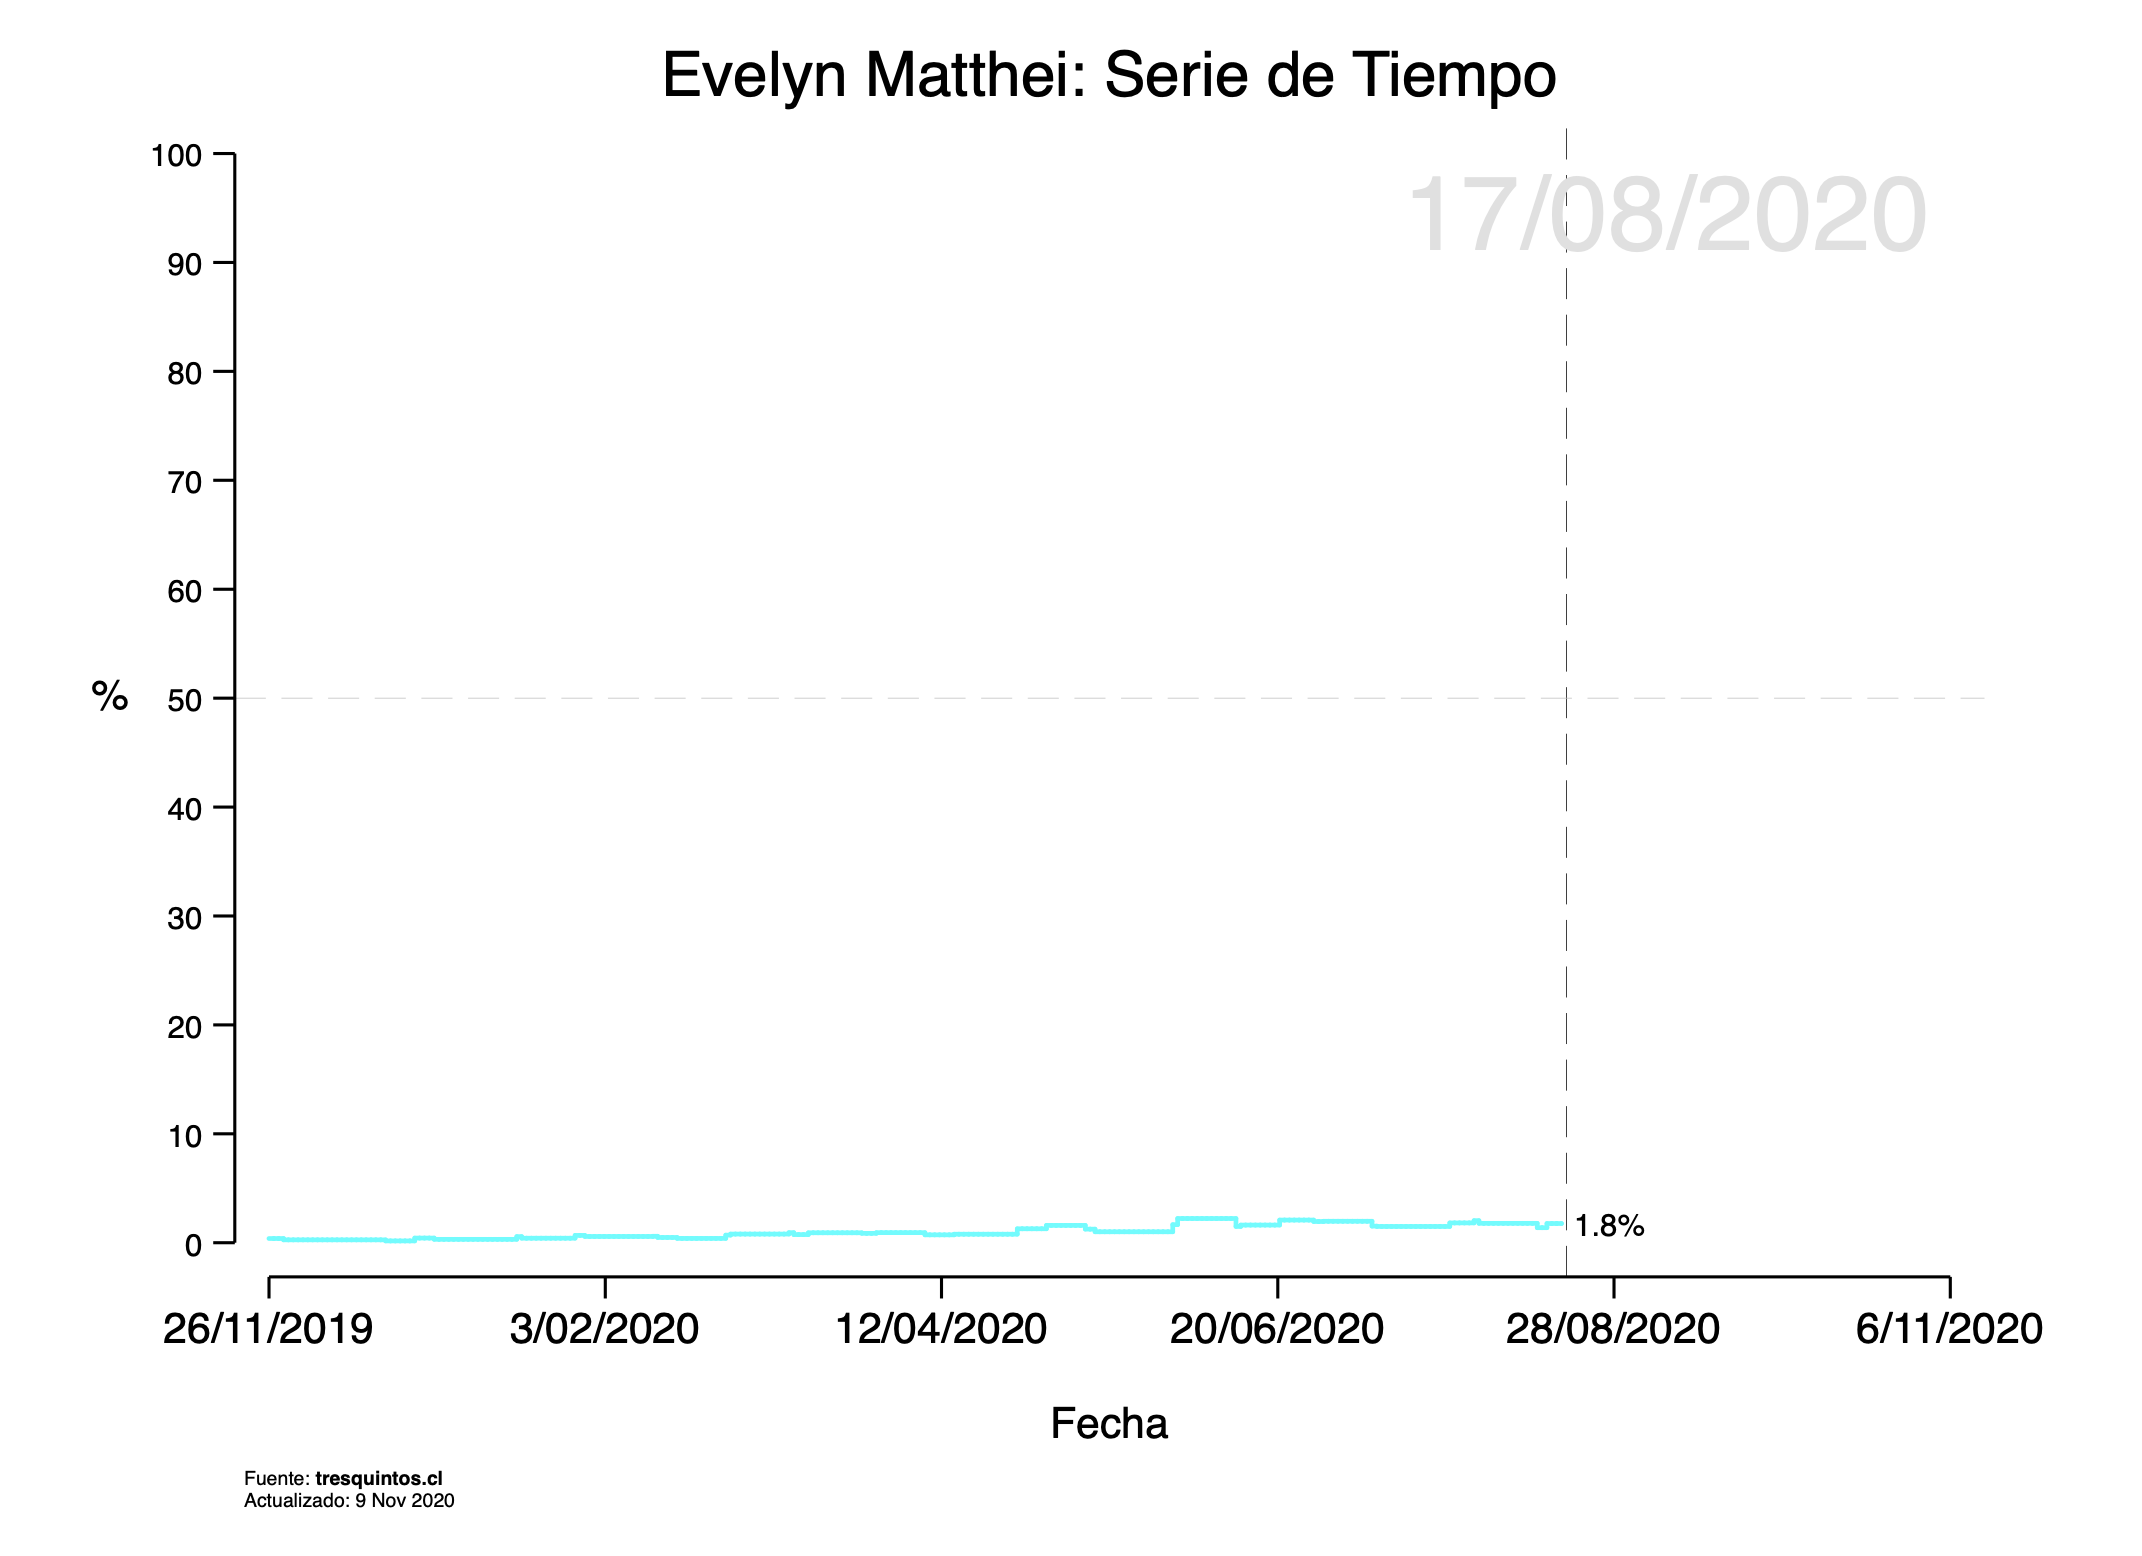 Evelyn Matthei: Serie de Tiempo
17/08/2020
100
90
80
70
60
% 50
40
30
20
10
0
1.8%
26/11/2019 3/02/2020 12/04/2020 20/06/2020 28/08/2020 6/11/2020
Fecha
Fuente: tresquintos.cl
Actualizado: 9 Nov 2020